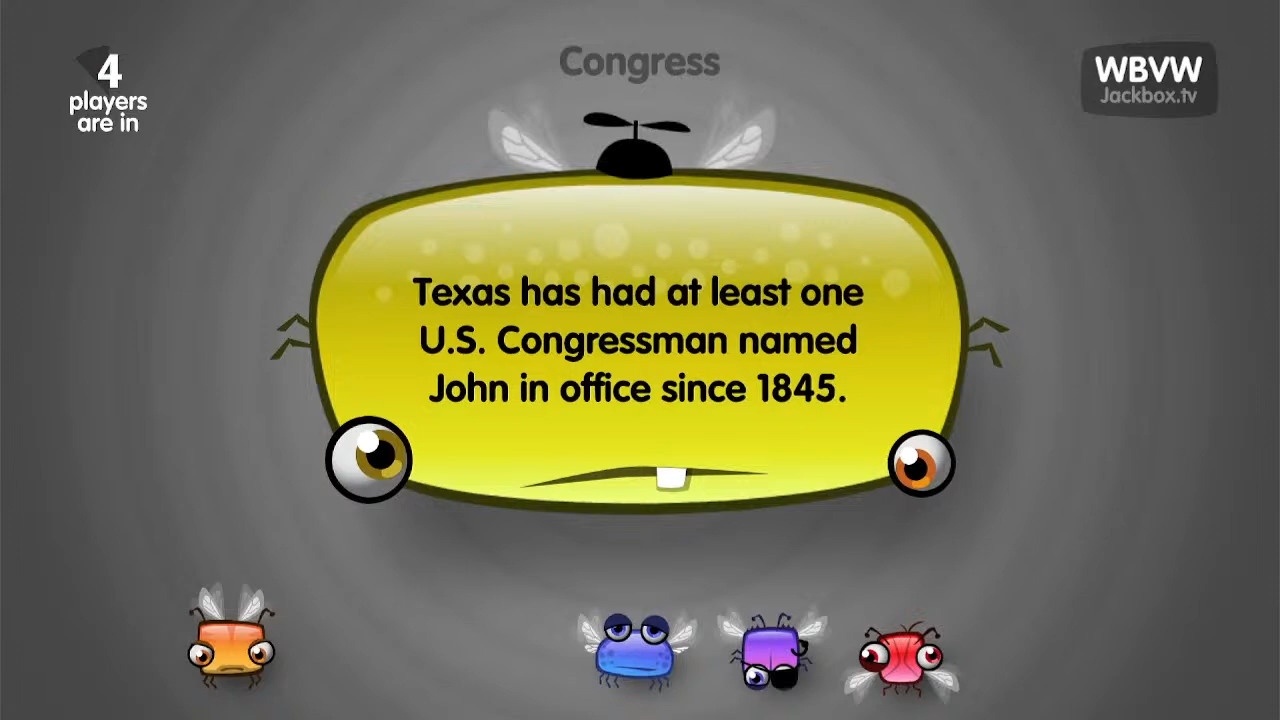 Congress
4
players
are in
WBVW
Jackbox.tv
Texas has had at least one
U.S. Congressman named
John in office since 1845.